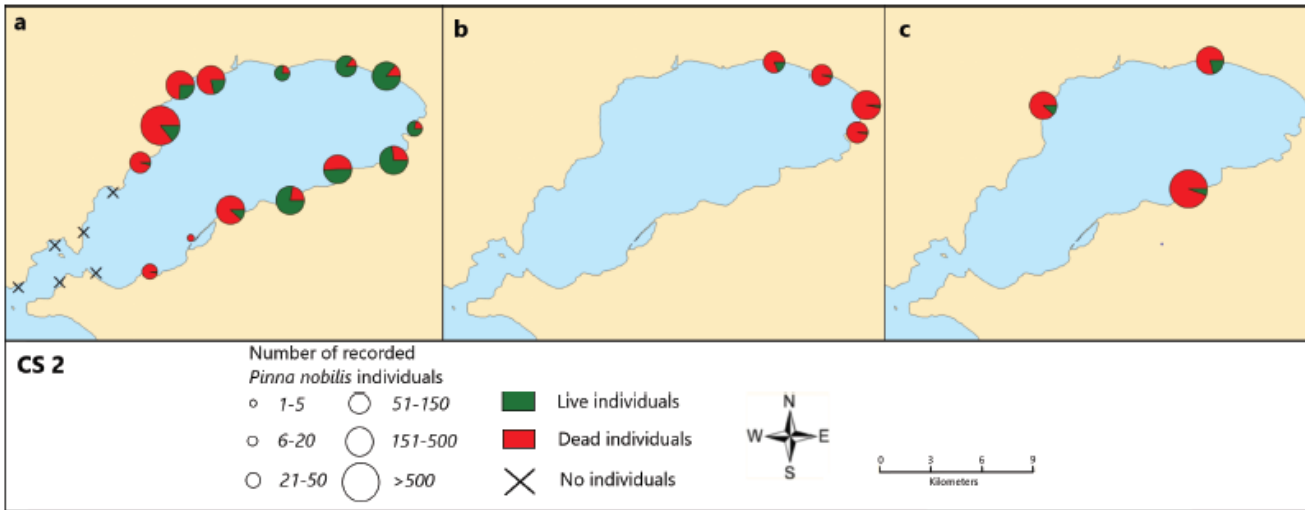 a
b
c
CS 2
Number of recorded
Pinna nobilis individuals
1-5
51-150
6-20
151-500
21-50
>500
Live individuals
Dead individuals
No individuals
N
W
E
S
0
3
6
9
Kilometers